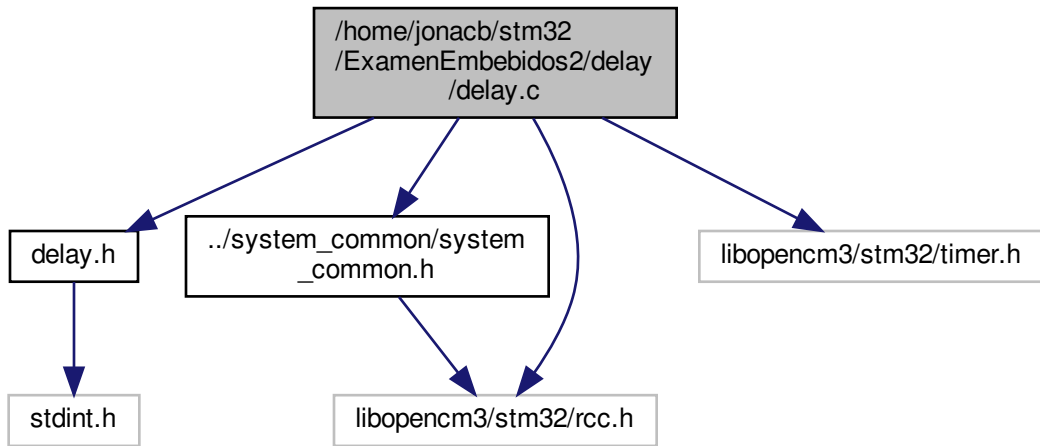 /home/jonacb/stm32
/ExamenEmbebidos2/delay
/delay.c
delay.h
../system_common/system
_common.h
libopencm3/stm32/timer.h
stdint.h
libopencm3/stm32/rcc.h